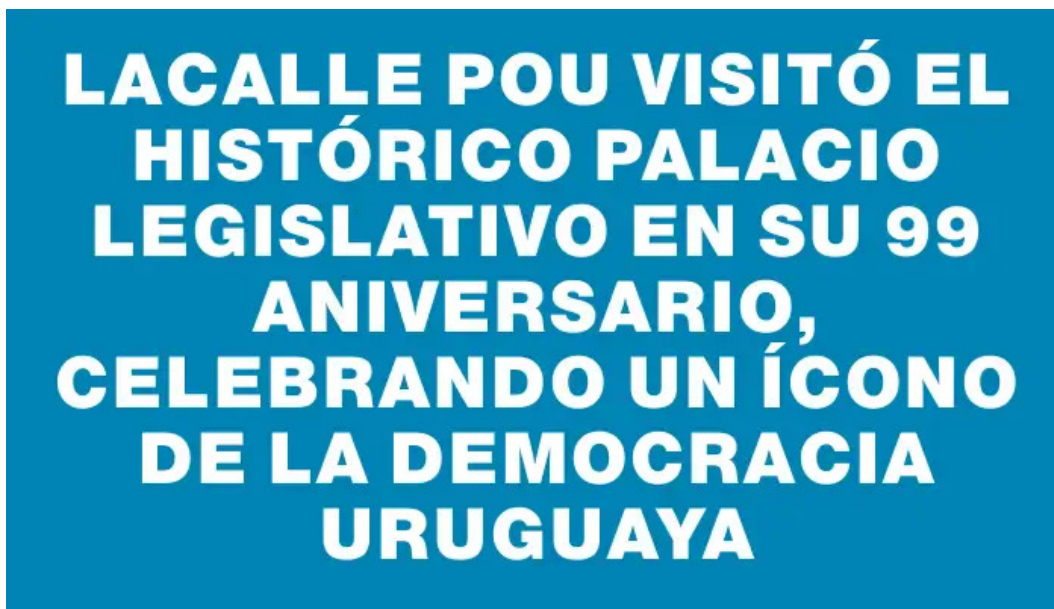 LACALLE POU VISITÓ EL
HISTÓRICO PALACIO
LEGISLATIVO EN SU 99
ANIVERSARIO,
CELEBRANDO UN ÍCONO
DE LA DEMOCRACIA
URUGUAYA